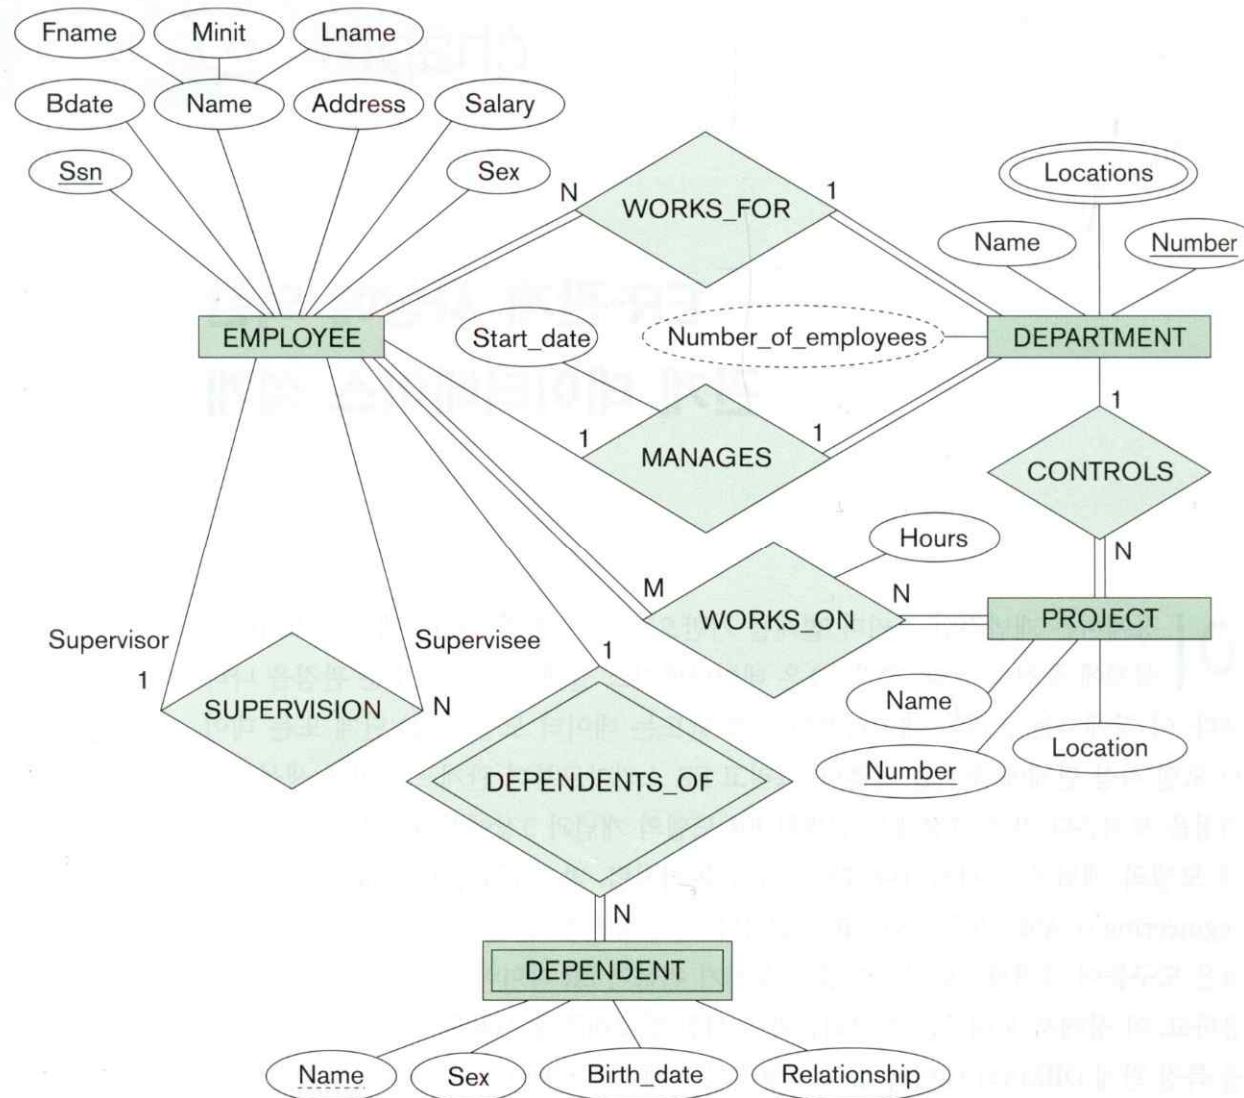 Fname Minit Lname
Bdate Name Address Salary
Ssn Sex
N WORKS_FOR 1
Locations
Name Number
EMPLOYEE
Start_date
Number_of_employees
DEPARTMENT
1 MANAGES 1
1
CONTROLS
N
Hours
M WORKS_ON N
PROJECT
Name
Number
Location
Supervisor Supervisee
1 SUPERVISION N
1
DEPENDENTS_OF
N
DEPENDENT
Name Sex Birth_date Relationship